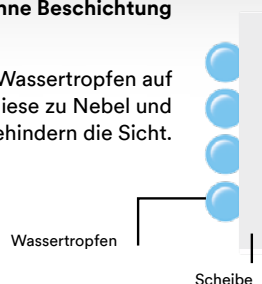 hne Beschichtung
Wassertropfen auf
iese zu Nebel und
ehindern die Sicht.
Wassertropfen
Scheibe